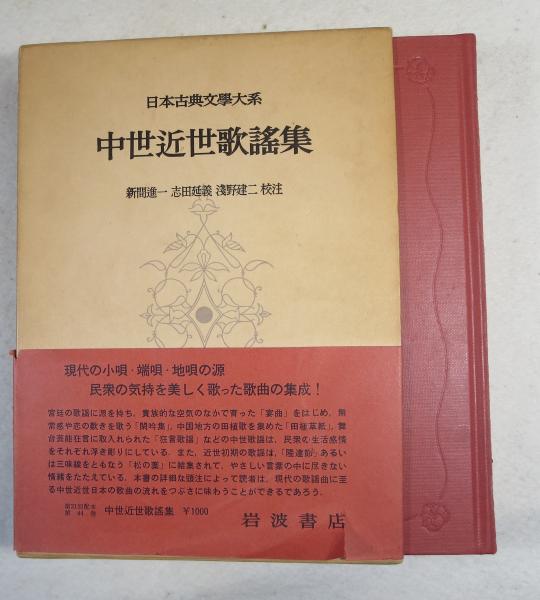 日本古典文學大系
中世近世歌謠集
新間進一 志田延義 淺野建二 校注
現代の小唄・端唄・地唄の源
民衆の気持を美しく歌った歌曲の集成！
宮廷の歌謡に源を持ち、貴族的な空気のなかで育った「宴曲」をはじめ、無
常感や恋の歎きを歌う「閑吟集」、中国地方の田植歌を集めた「田植草紙」、舞
台芸能狂言に取入れられた「狂言歌謡」などの中世歌謡は、民衆の生活感情
をそれぞれ浮き彫りにしている。また、近世初期の歌謡は、「隆達節」あるい
は三味線をともなう「松の葉」に結集されて、やさしい言葉の中に尽きない
情緒をたたえている。本書の詳細な頭注によって読者は、現代の歌謡曲に至
る中世近世日本の歌曲の流れをつぶさに味わうことができるであろう。
第 44 巻 中世近世歌謠集 ￥1000
岩波書店